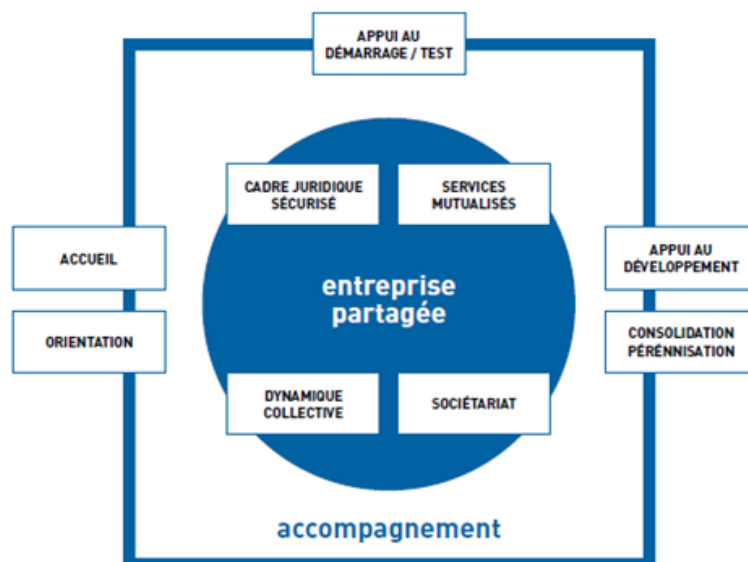 APPUI AU
DÉMARRAGE / TEST
CADRE JURIDIQUE
SÉCURISÉ
SERVICES
MUTUALISÉS
ACCUEIL
APPUI AU
DÉVELOPPEMENT
entreprise
partagée
ORIENTATION
CONSOLIDATION
PÉRÉNNISATION
DYNAMIQUE
COLLECTIVE
SOCIÉTARIAT
accompagnement